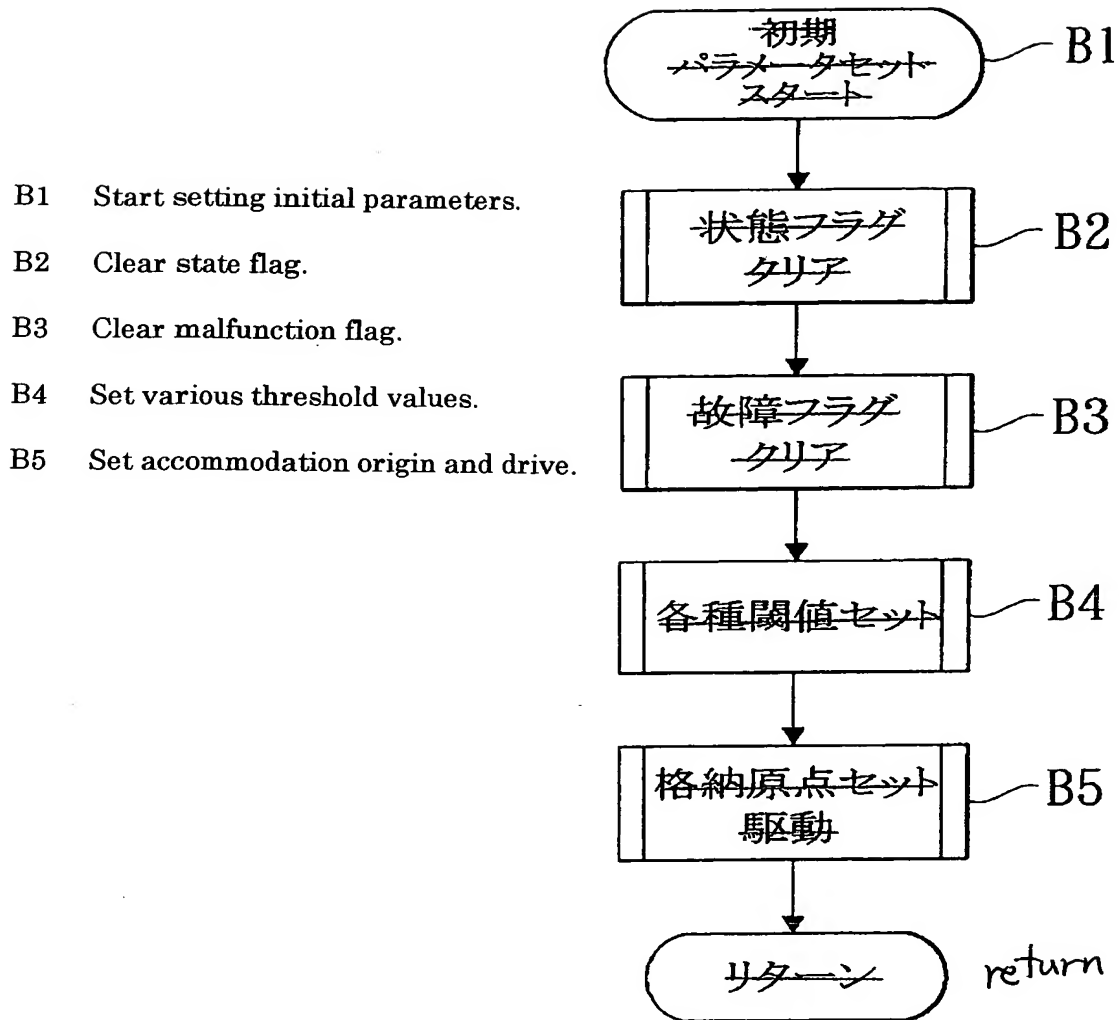 初期
パラメータセット
スタート
B1
B1 Start setting initial parameters.
状態フラグ
クリア
B2
B2 Clear state flag.
B3 Clear malfunction flag.
故障フラグ
クリア
B3
B4 Set various threshold values.
B5 Set accommodation origin and drive.
各種閾値セット
B4
格納原点セット
駆動
B5
リターン
return